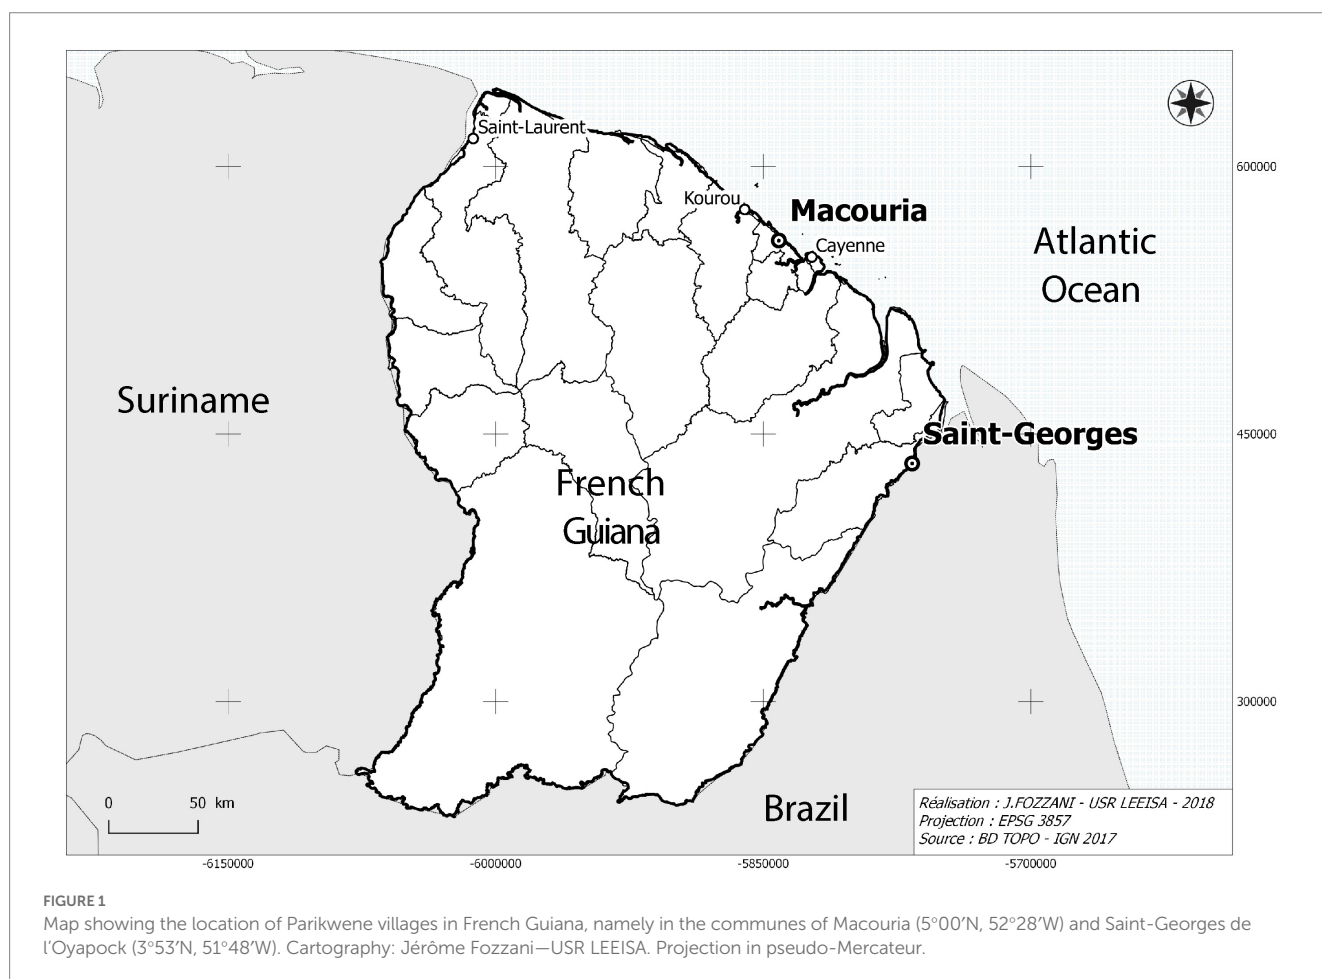 Saint-Laurent
600000
Kourou
Macouria
Cayenne
Atlantic
Ocean
Suriname
Saint-Georges
450000
French
Guiana
300000
0 50 km
Brazil
Réalisation : J.FOZZANI - USR LEEISA - 2018
Projection : EPSG 3857
Source : BD TOPO - IGN 2017
-6150000 -6000000 -5850000 -5700000
FIGURE 1
Map showing the location of Parikwene villages in French Guiana, namely in the communes of Macouria (5°00′N, 52°28′W) and Saint-Georges de
l’Oyapock (3°53′N, 51°48′W). Cartography: Jérôme Fozzani—USR LEEISA. Projection in pseudo-Mercateur.